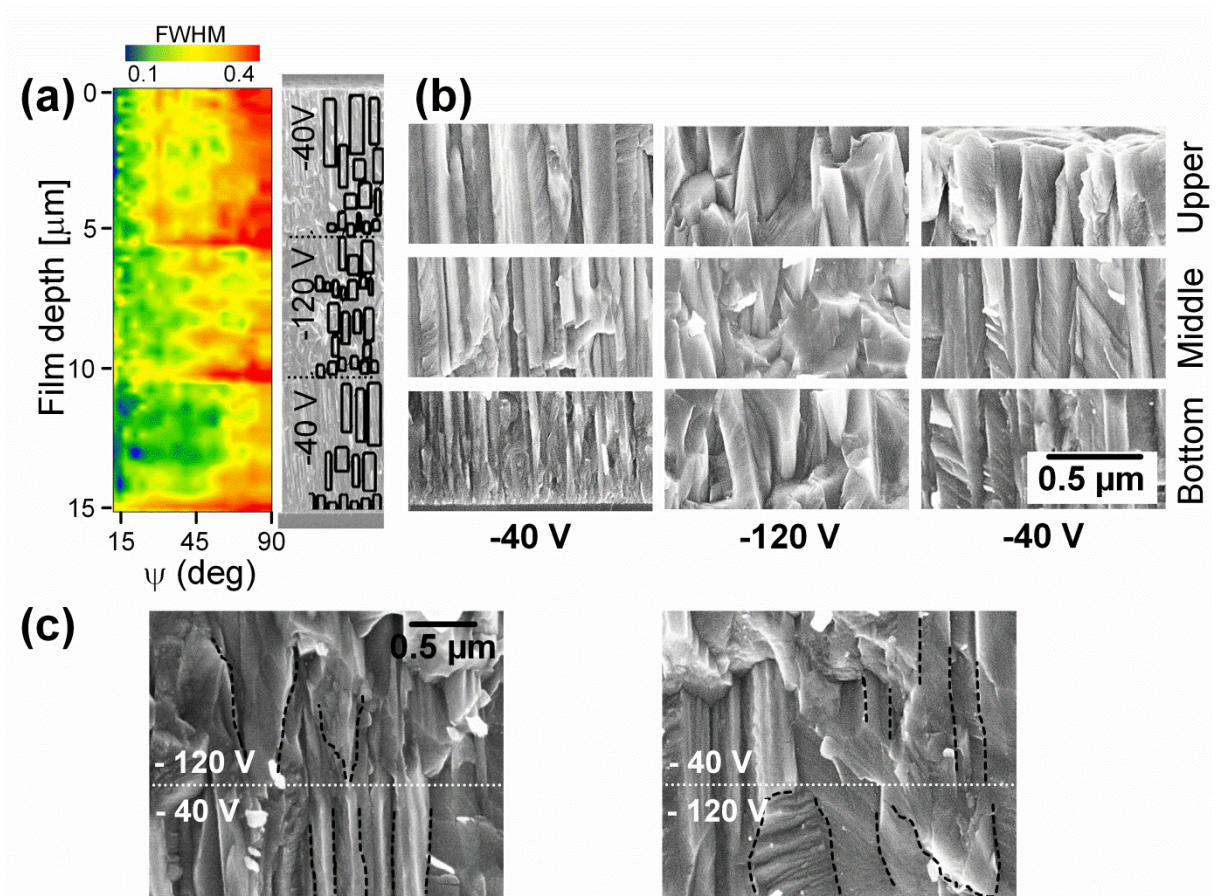 FWHM
0.1 0.4
(a)
(b)
0
5
10
15
Film depth [μm]
15 45 90
ψ (deg)
-40V
-120 V
-40 V
Upper
Middle
Bottom
0.5 μm
-40 V -120 V -40 V
(c)
0.5 μm
- 120 V
- 40 V
- 40 V
- 120 V